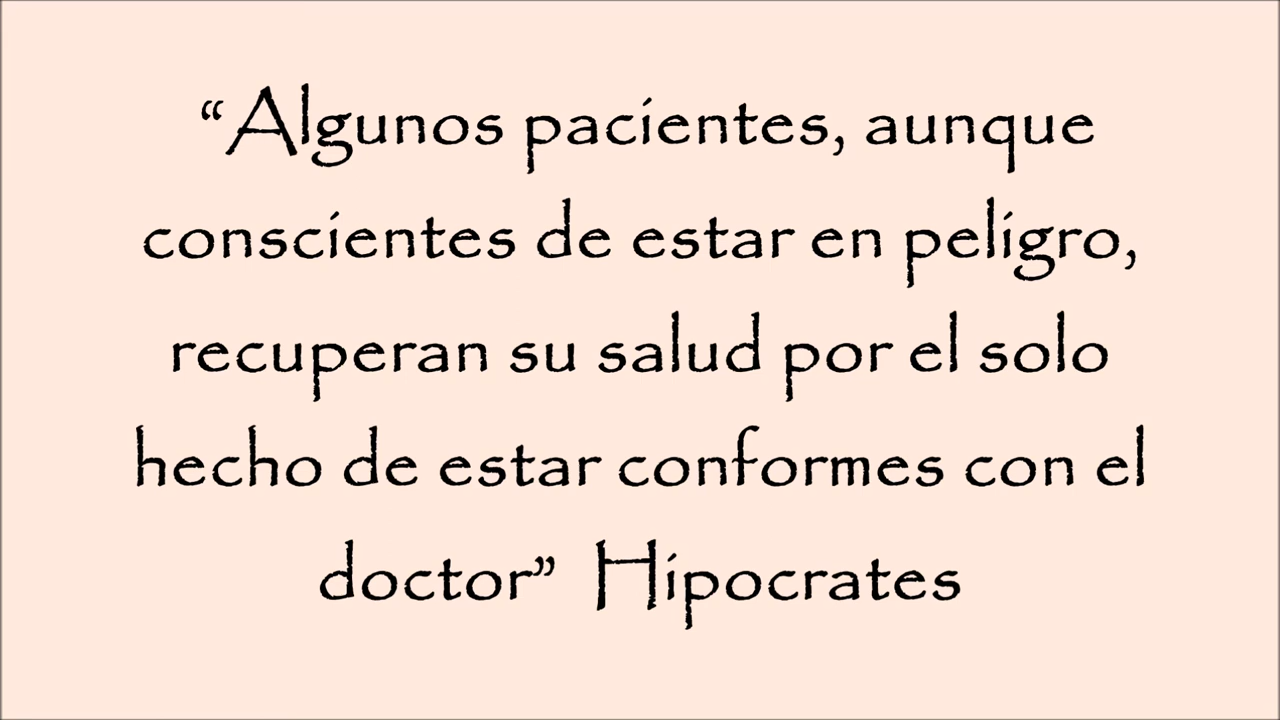 “Algunos pacientes, aunque
conscientes de estar en peligro,
recuperan su salud por el solo
hecho de estar conformes con el
doctor” Hipocrates